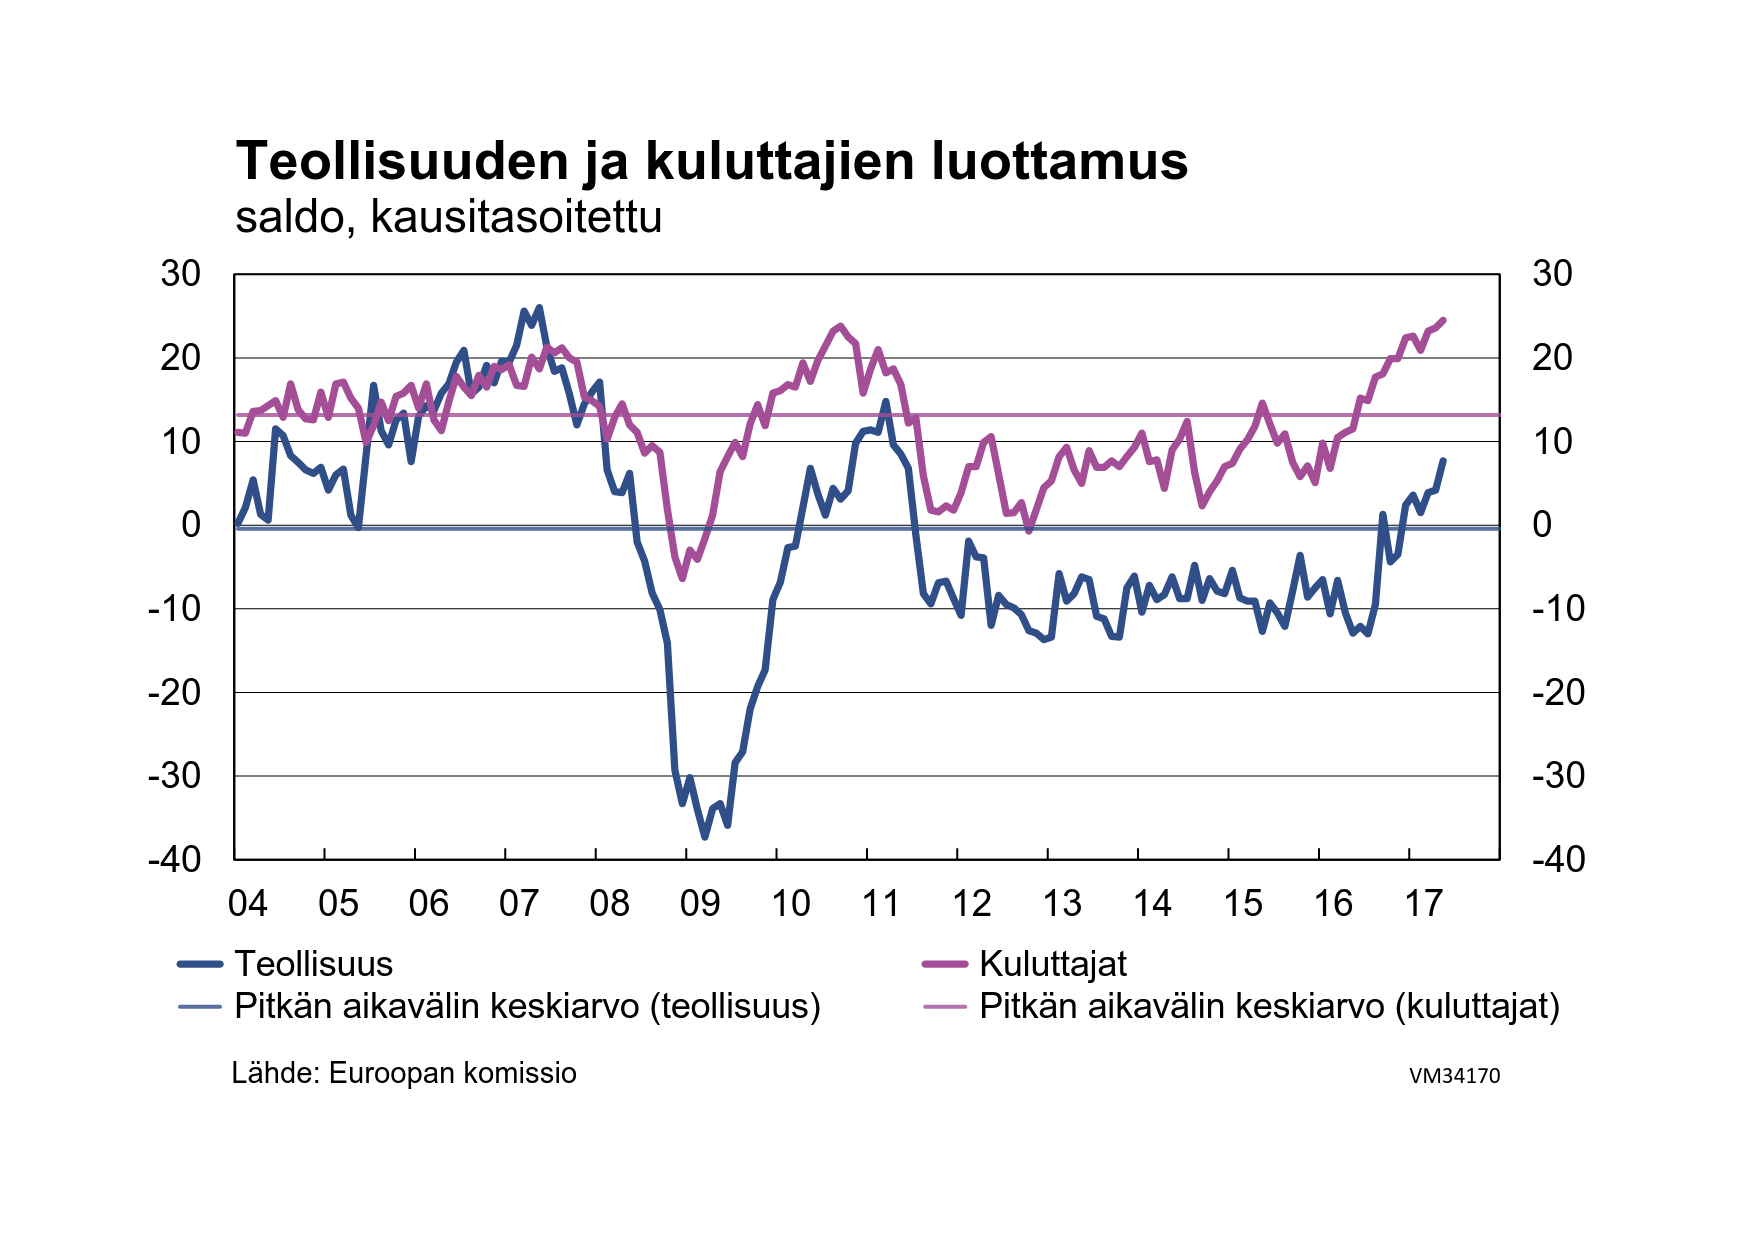 Teollisuuden ja kuluttajien luottamus
saldo, kausitasoitettu
30 30
20 20
10 10
0 0
-10 -10
-20 -20
-30 -30
-40 -40
04 05 06 07 08 09 10 11 12 13 14 15 16 17
Teollisuus Kuluttajat
Pitkän aikavälin keskiarvo (teollisuus) Pitkän aikavälin keskiarvo (kuluttajat)
Lähde: Euroopan komissio VM34170